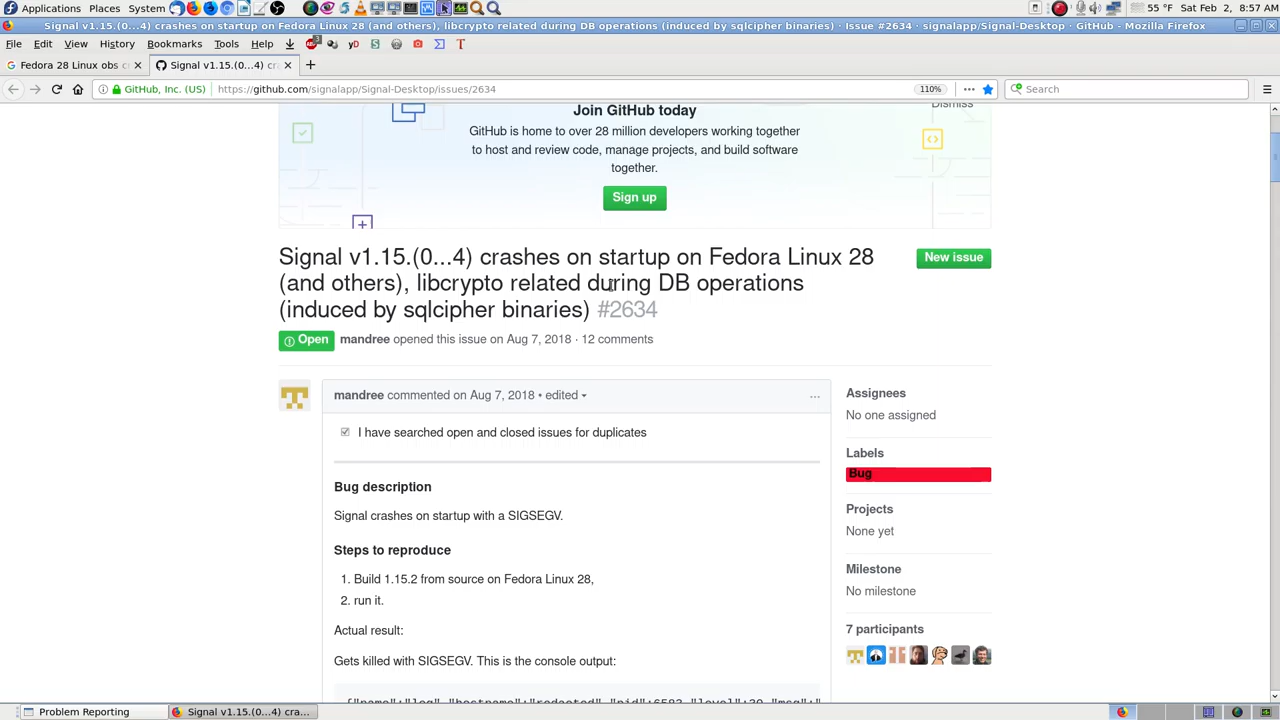 Applications Places System 55 °F Sat Feb 2, 8:57 AM
Signal v1.15.(0...4) crashes on startup on Fedora Linux 28 (and others), libcrypto related during DB operations (induced by sqlcipher binaries) · Issue #2634 · signalapp/Signal-Desktop · GitHub - Mozilla Firefox
File Edit View History Bookmarks Tools Help
Fedora 28 Linux obs c
Signal v1.15.(0...4) cr
GitHub, Inc. (US) https://github.com/signalapp/Signal-Desktop/issues/2634 110% Search
Join GitHub today
Dismiss
GitHub is home to over 28 million developers working together
to host and review code, manage projects, and build software
together.
Sign up
Signal v1.15.(0...4) crashes on startup on Fedora Linux 28
(and others), libcrypto related during DB operations
(induced by sqlcipher binaries) #2634
New issue
Open mandree opened this issue on Aug 7, 2018 · 12 comments
mandree commented on Aug 7, 2018 • edited
I have searched open and closed issues for duplicates
Bug description
Signal crashes on startup with a SIGSEGV.
Steps to reproduce
1. Build 1.15.2 from source on Fedora Linux 28,
2. run it.
Actual result:
Gets killed with SIGSEGV. This is the console output:
{"name":"log","hostname":"redacted","pid":6583,"level":30,"msg":"
Assignees
No one assigned
Labels
Bug
Projects
None yet
Milestone
No milestone
7 participants
Problem Reporting
Signal v1.15.(0...4) cra...